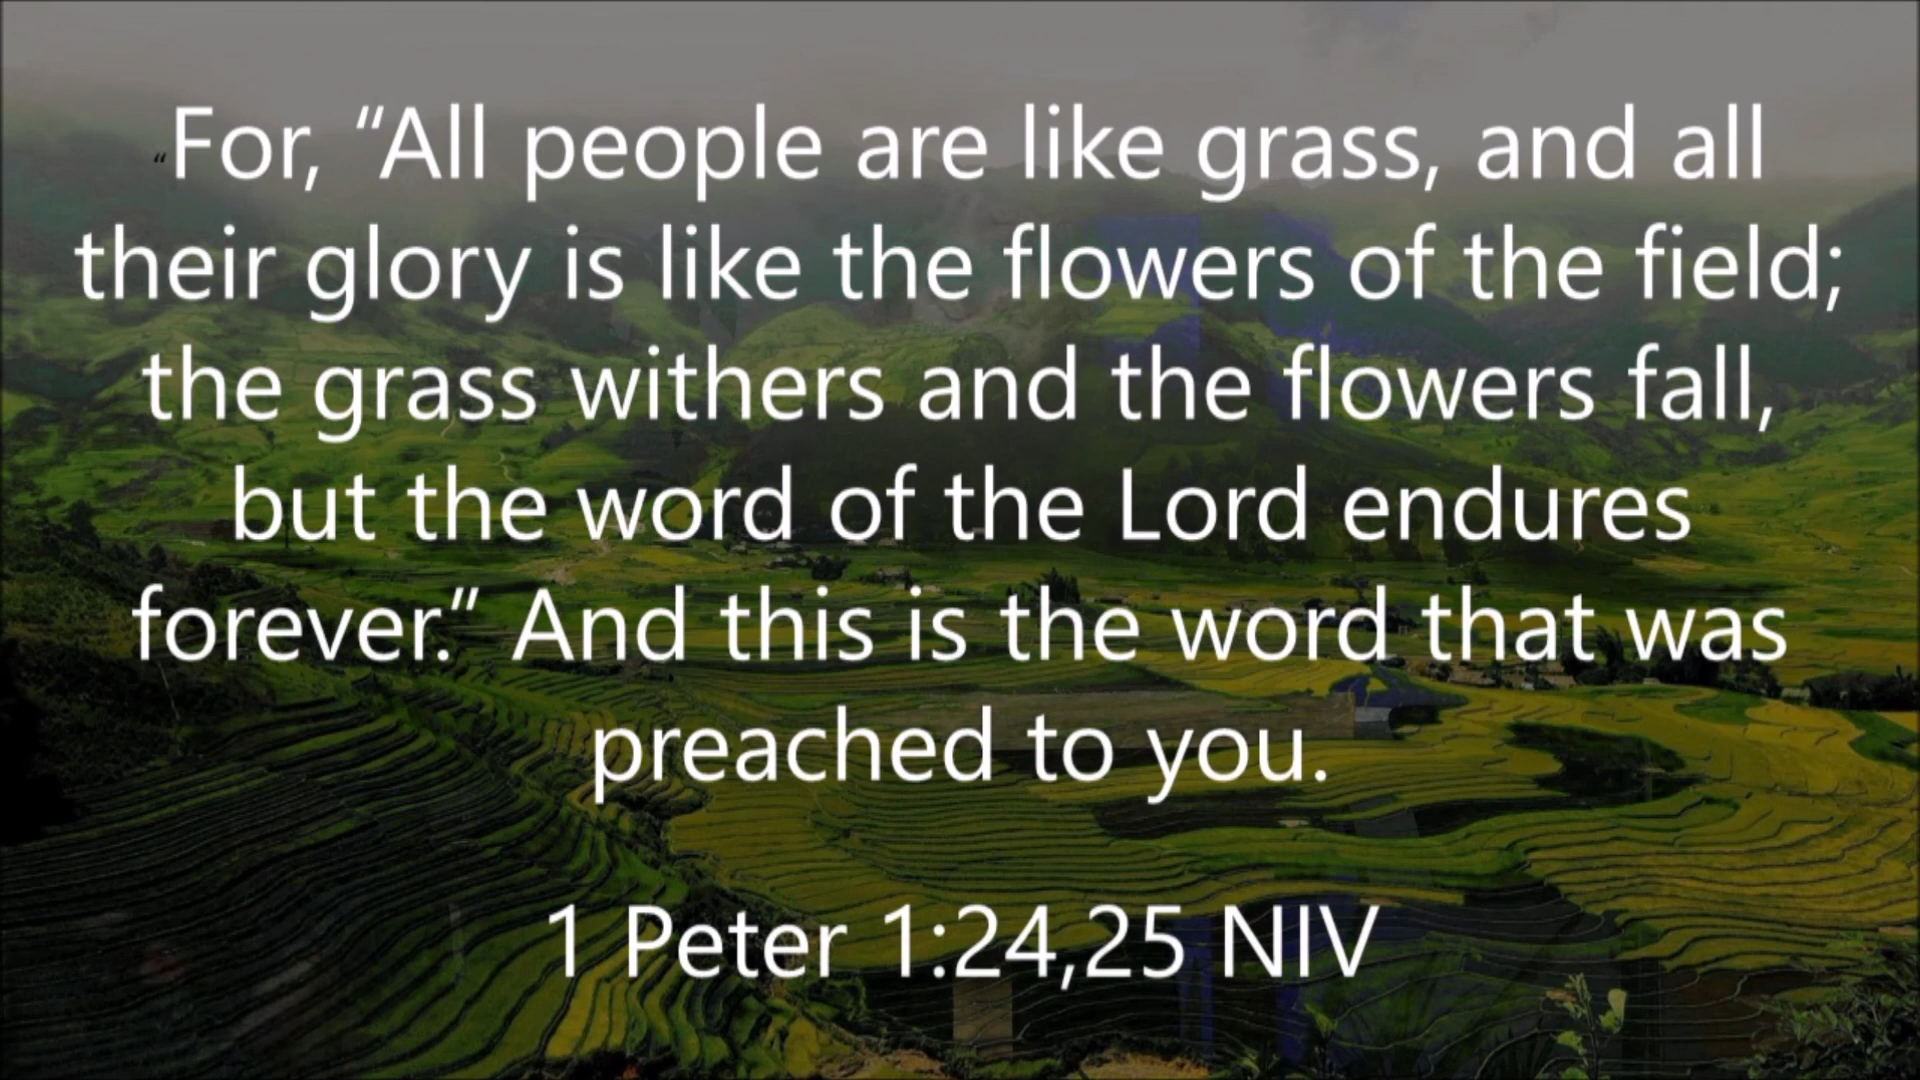 “For, “All people are like grass, and all
their glory is like the flowers of the field;
the grass withers and the flowers fall,
but the word of the Lord endures
forever.” And this is the word that was
preached to you.
1 Peter 1:24,25 NIV